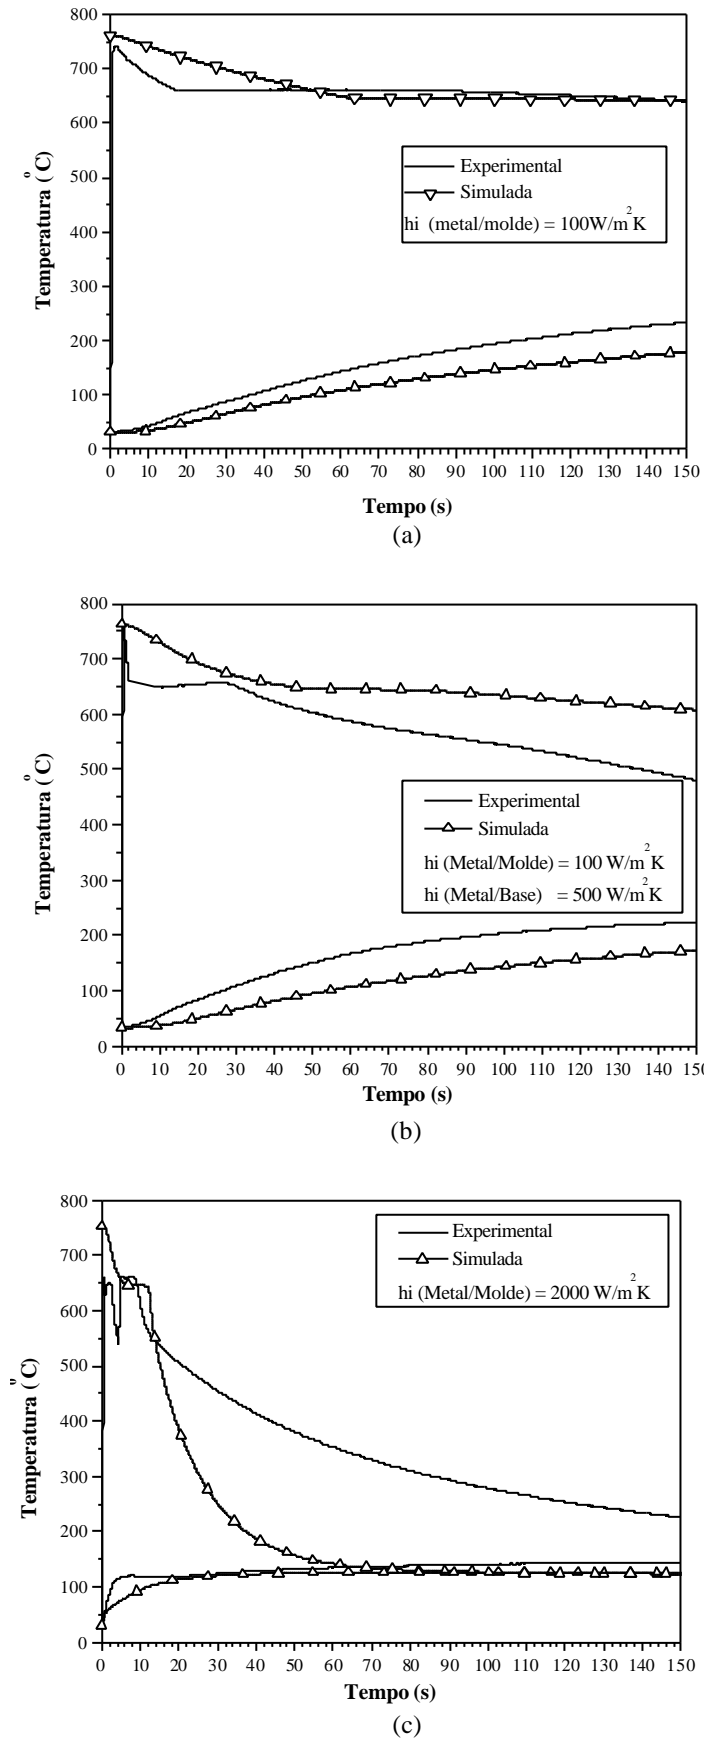 800
700
600
500
400
300
200
100
0
Temperatura (°C)
Experimental
Simulada
hi (metal/molde) = 100W/m²K
0 10 20 30 40 50 60 70 80 90 100 110 120 130 140 150
Tempo (s)
(a)
800
700
600
500
400
300
200
100
0
Temperatura (°C)
Experimental
Simulada
hi (Metal/Molde) = 100 W/m²K
hi (Metal/Base) = 500 W/m²K
0 10 20 30 40 50 60 70 80 90 100 110 120 130 140 150
Tempo (s)
(b)
800
700
600
500
400
300
200
100
0
Temperatura (°C)
Experimental
Simulada
hi (Metal/Molde) = 2000 W/m²K
0 10 20 30 40 50 60 70 80 90 100 110 120 130 140 150
Tempo (s)
(c)